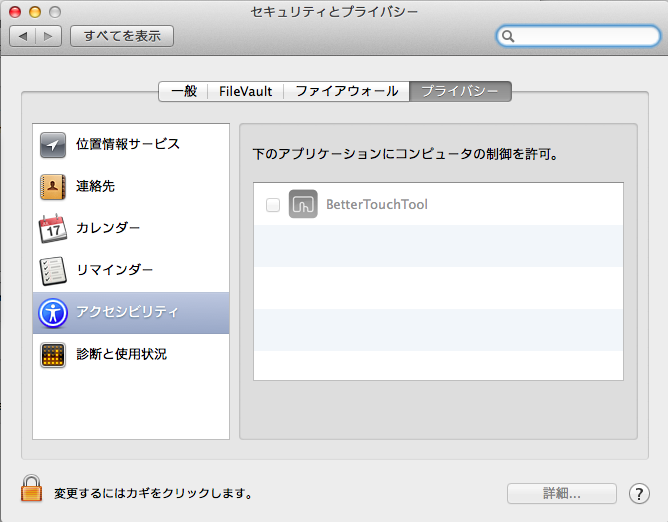 セキュリティとプライバシー
すべてを表示
一般 FileVault ファイアウォール プライバシー
位置情報サービス
連絡先
17 カレンダー
リマインダー
アクセシビリティ
診断と使用状況
下のアプリケーションにコンピュータの制御を許可。
BetterTouchTool
変更するにはカギをクリックします。
詳細...
?